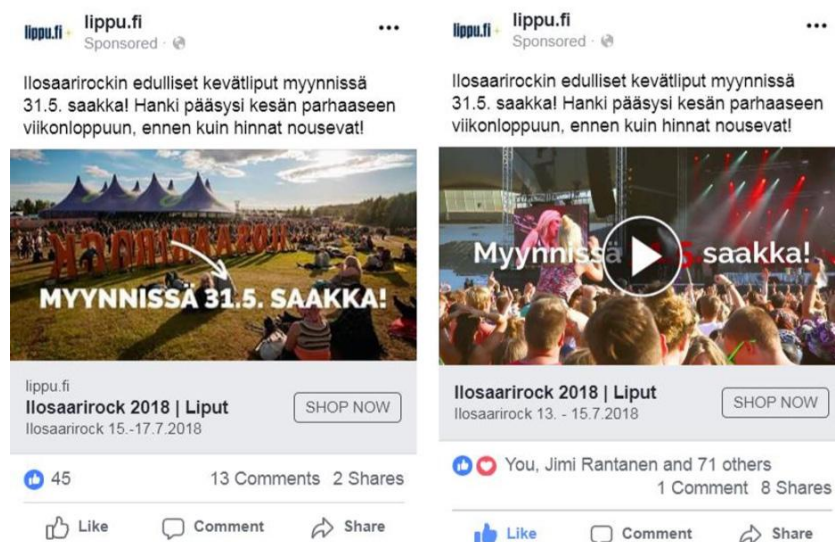 lippu.fi
lippu.fi
Sponsored ·
Ilosaarirockin edulliset kevätliput myynnissä
31.5. saakka! Hanki pääsysi kesän parhaaseen
viikonloppuun, ennen kuin hinnat nousevat!
ILOSAARIROCK
MYYNNISSÄ 31.5. SAAKKA!
lippu.fi
Ilosaarirock 2018 | Liput
Ilosaarirock 15.-17.7.2018
SHOP NOW
45
13 Comments 2 Shares
Like Comment Share
lippu.fi
lippu.fi
Sponsored ·
Ilosaarirockin edulliset kevätliput myynnissä
31.5. saakka! Hanki pääsysi kesän parhaaseen
viikonloppuun, ennen kuin hinnat nousevat!
Myynnissä 5 saakka!
Ilosaarirock 2018 | Liput
Ilosaarirock 13. - 15.7.2018
SHOP NOW
You, Jimi Rantanen and 71 others
1 Comment 8 Shares
Like Comment Share